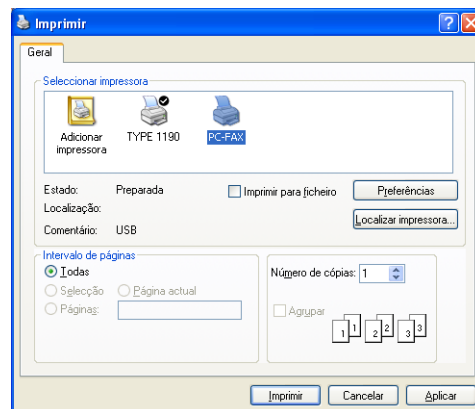 Imprimir
Geral
Seleccionar impressora
Adicionar impressora
TYPE 1190
PC-FAX
Estado: Preparada
Imprimir para ficheiro
Preferências
Localização:
Localizar impressora...
Comentário: USB
Intervalo de páginas
Todas
Selecção
Página actual
Páginas:
Número de cópias: 1
Agrupar
1 1 2 2 3 3
Imprimir
Cancelar
Aplicar